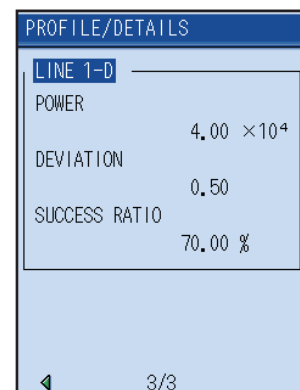 PROFILE/DETAILS
LINE 1-D
POWER
4.00 ×10⁴
DEVIATION
0.50
SUCCESS RATIO
70.00 %
3/3